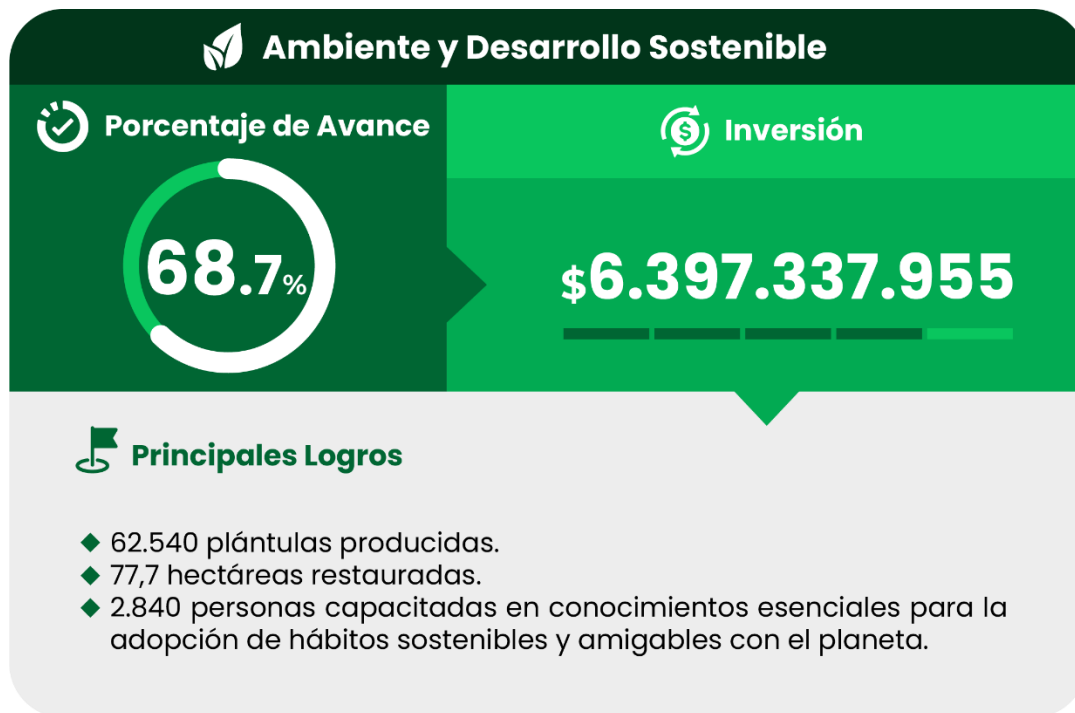 Ambiente y Desarrollo Sostenible
Porcentaje de Avance
68.7%
Inversión
$6.397.337.955
Principales Logros
62.540 plántulas producidas.
77,7 hectáreas restauradas.
2.840 personas capacitadas en conocimientos esenciales para la
adopción de hábitos sostenibles y amigables con el planeta.